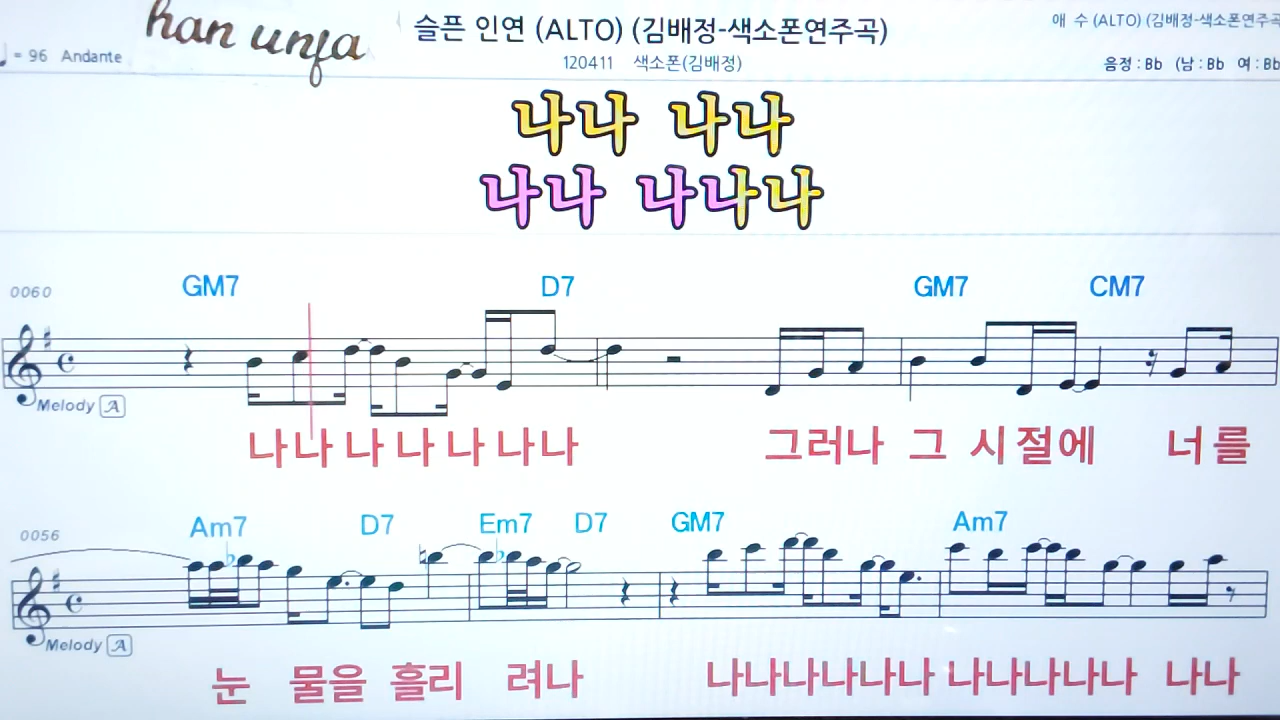 han unja
슬픈 인연 (ALTO) (김배정-색소폰연주곡)
애 수 (ALTO) (김배정-색소폰연주곡
♩= 96 Andante
120411 색소폰(김배정)
음정 : Bb (남 : Bb 여 : Bb
나나 나나
나나 나나나
0060
GM7 D7 GM7 CM7
Melody A
나나 나 나 나 나나 그러나 그 시절에 너를
0056
Am7 D7 Em7 D7 GM7 Am7
Melody A
눈 물을 흘리 려나 나나나나나나 나나나나나 나나